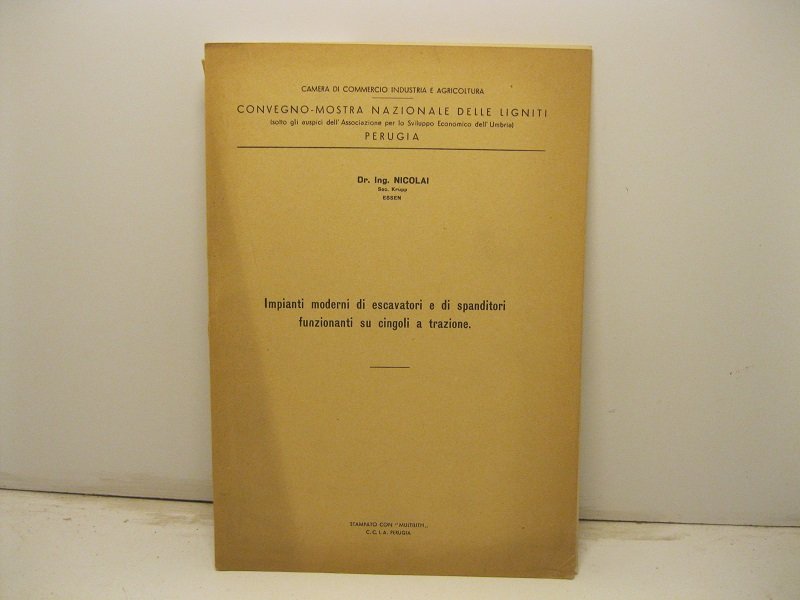 CAMERA DI COMMERCIO INDUSTRIA E AGRICOLTURA
CONVEGNO-MOSTRA NAZIONALE DELLE LIGNITI
(sotto gli auspici dell'Associazione per lo Sviluppo Economico dell'Umbria)
PERUGIA
Dr. Ing. NICOLAI
Soc. Krupp
ESSEN
Impianti moderni di escavatori e di spanditori
funzionanti su cingoli a trazione.
STAMPATO CON "MULTILITH„
C. C. I. A. PERUGIA